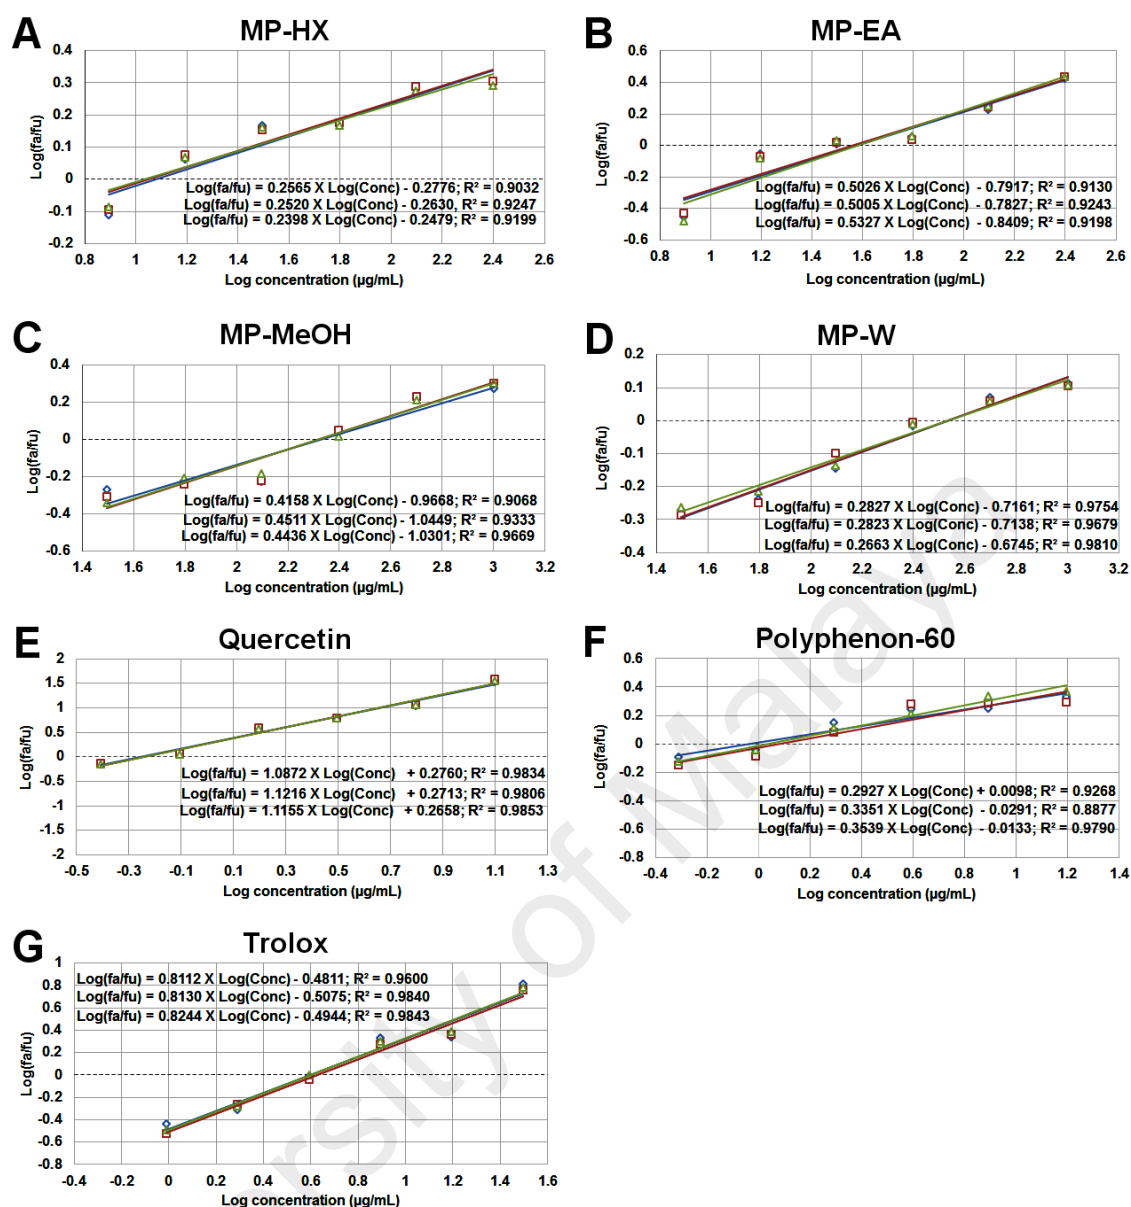 A MP-HX
0.4
0.3
0.2
0.1
0
-0.1
-0.2
Log(fa/fu)
Log(fa/fu) = 0.2565 X Log(Conc) - 0.2776; R² = 0.9032
Log(fa/fu) = 0.2520 X Log(Conc) - 0.2630, R² = 0.9247
Log(fa/fu) = 0.2398 X Log(Conc) - 0.2479; R² = 0.9199
0.8 1 1.2 1.4 1.6 1.8 2 2.2 2.4 2.6
Log concentration (µg/mL)
B MP-EA
0.6
0.4
0.2
0
-0.2
-0.4
-0.6
Log(fa/fu)
Log(fa/fu) = 0.5026 X Log(Conc) - 0.7917; R² = 0.9130
Log(fa/fu) = 0.5005 X Log(Conc) - 0.7827; R² = 0.9243
Log(fa/fu) = 0.5327 X Log(Conc) - 0.8409; R² = 0.9198
0.8 1 1.2 1.4 1.6 1.8 2 2.2 2.4 2.6
Log concentration (µg/mL)
C MP-MeOH
0.4
0.2
0
-0.2
-0.4
-0.6
Log(fa/fu)
Log(fa/fu) = 0.4158 X Log(Conc) - 0.9668; R² = 0.9068
Log(fa/fu) = 0.4511 X Log(Conc) - 1.0449; R² = 0.9333
Log(fa/fu) = 0.4436 X Log(Conc) - 1.0301; R² = 0.9669
1.4 1.6 1.8 2 2.2 2.4 2.6 2.8 3 3.2
Log concentration (µg/mL)
D MP-W
0.2
0.1
0
-0.1
-0.2
-0.3
-0.4
Log(fa/fu)
Log(fa/fu) = 0.2827 X Log(Conc) - 0.7161; R² = 0.9754
Log(fa/fu) = 0.2823 X Log(Conc) - 0.7138; R² = 0.9679
Log(fa/fu) = 0.2663 X Log(Conc) - 0.6745; R² = 0.9810
1.4 1.6 1.8 2 2.2 2.4 2.6 2.8 3 3.2
Log concentration (µg/mL)
E Quercetin
2
1.5
1
0.5
0
-0.5
-1
-1.5
-2
Log(fa/fu)
Log(fa/fu) = 1.0872 X Log(Conc) + 0.2760; R² = 0.9834
Log(fa/fu) = 1.1216 X Log(Conc) + 0.2713; R² = 0.9806
Log(fa/fu) = 1.1155 X Log(Conc) + 0.2658; R² = 0.9853
-0.5 -0.3 -0.1 0.1 0.3 0.5 0.7 0.9 1.1 1.3
Log concentration (µg/mL)
F Polyphenon-60
0.6
0.4
0.2
0
-0.2
-0.4
-0.6
-0.8
Log(fa/fu)
Log(fa/fu) = 0.2927 X Log(Conc) + 0.0098; R² = 0.9268
Log(fa/fu) = 0.3351 X Log(Conc) - 0.0291; R² = 0.8877
Log(fa/fu) = 0.3539 X Log(Conc) - 0.0133; R² = 0.9790
-0.4 -0.2 0 0.2 0.4 0.6 0.8 1 1.2 1.4
Log concentration (µg/mL)
G Trolox
1
0.8
0.6
0.4
0.2
0
-0.2
-0.4
-0.6
-0.8
Log(fa/fu)
Log(fa/fu) = 0.8112 X Log(Conc) - 0.4811; R² = 0.9600
Log(fa/fu) = 0.8130 X Log(Conc) - 0.5075; R² = 0.9840
Log(fa/fu) = 0.8244 X Log(Conc) - 0.4944; R² = 0.9843
-0.4 -0.2 0 0.2 0.4 0.6 0.8 1 1.2 1.4 1.6
Log concentration (µg/mL)
ersity of Malaya